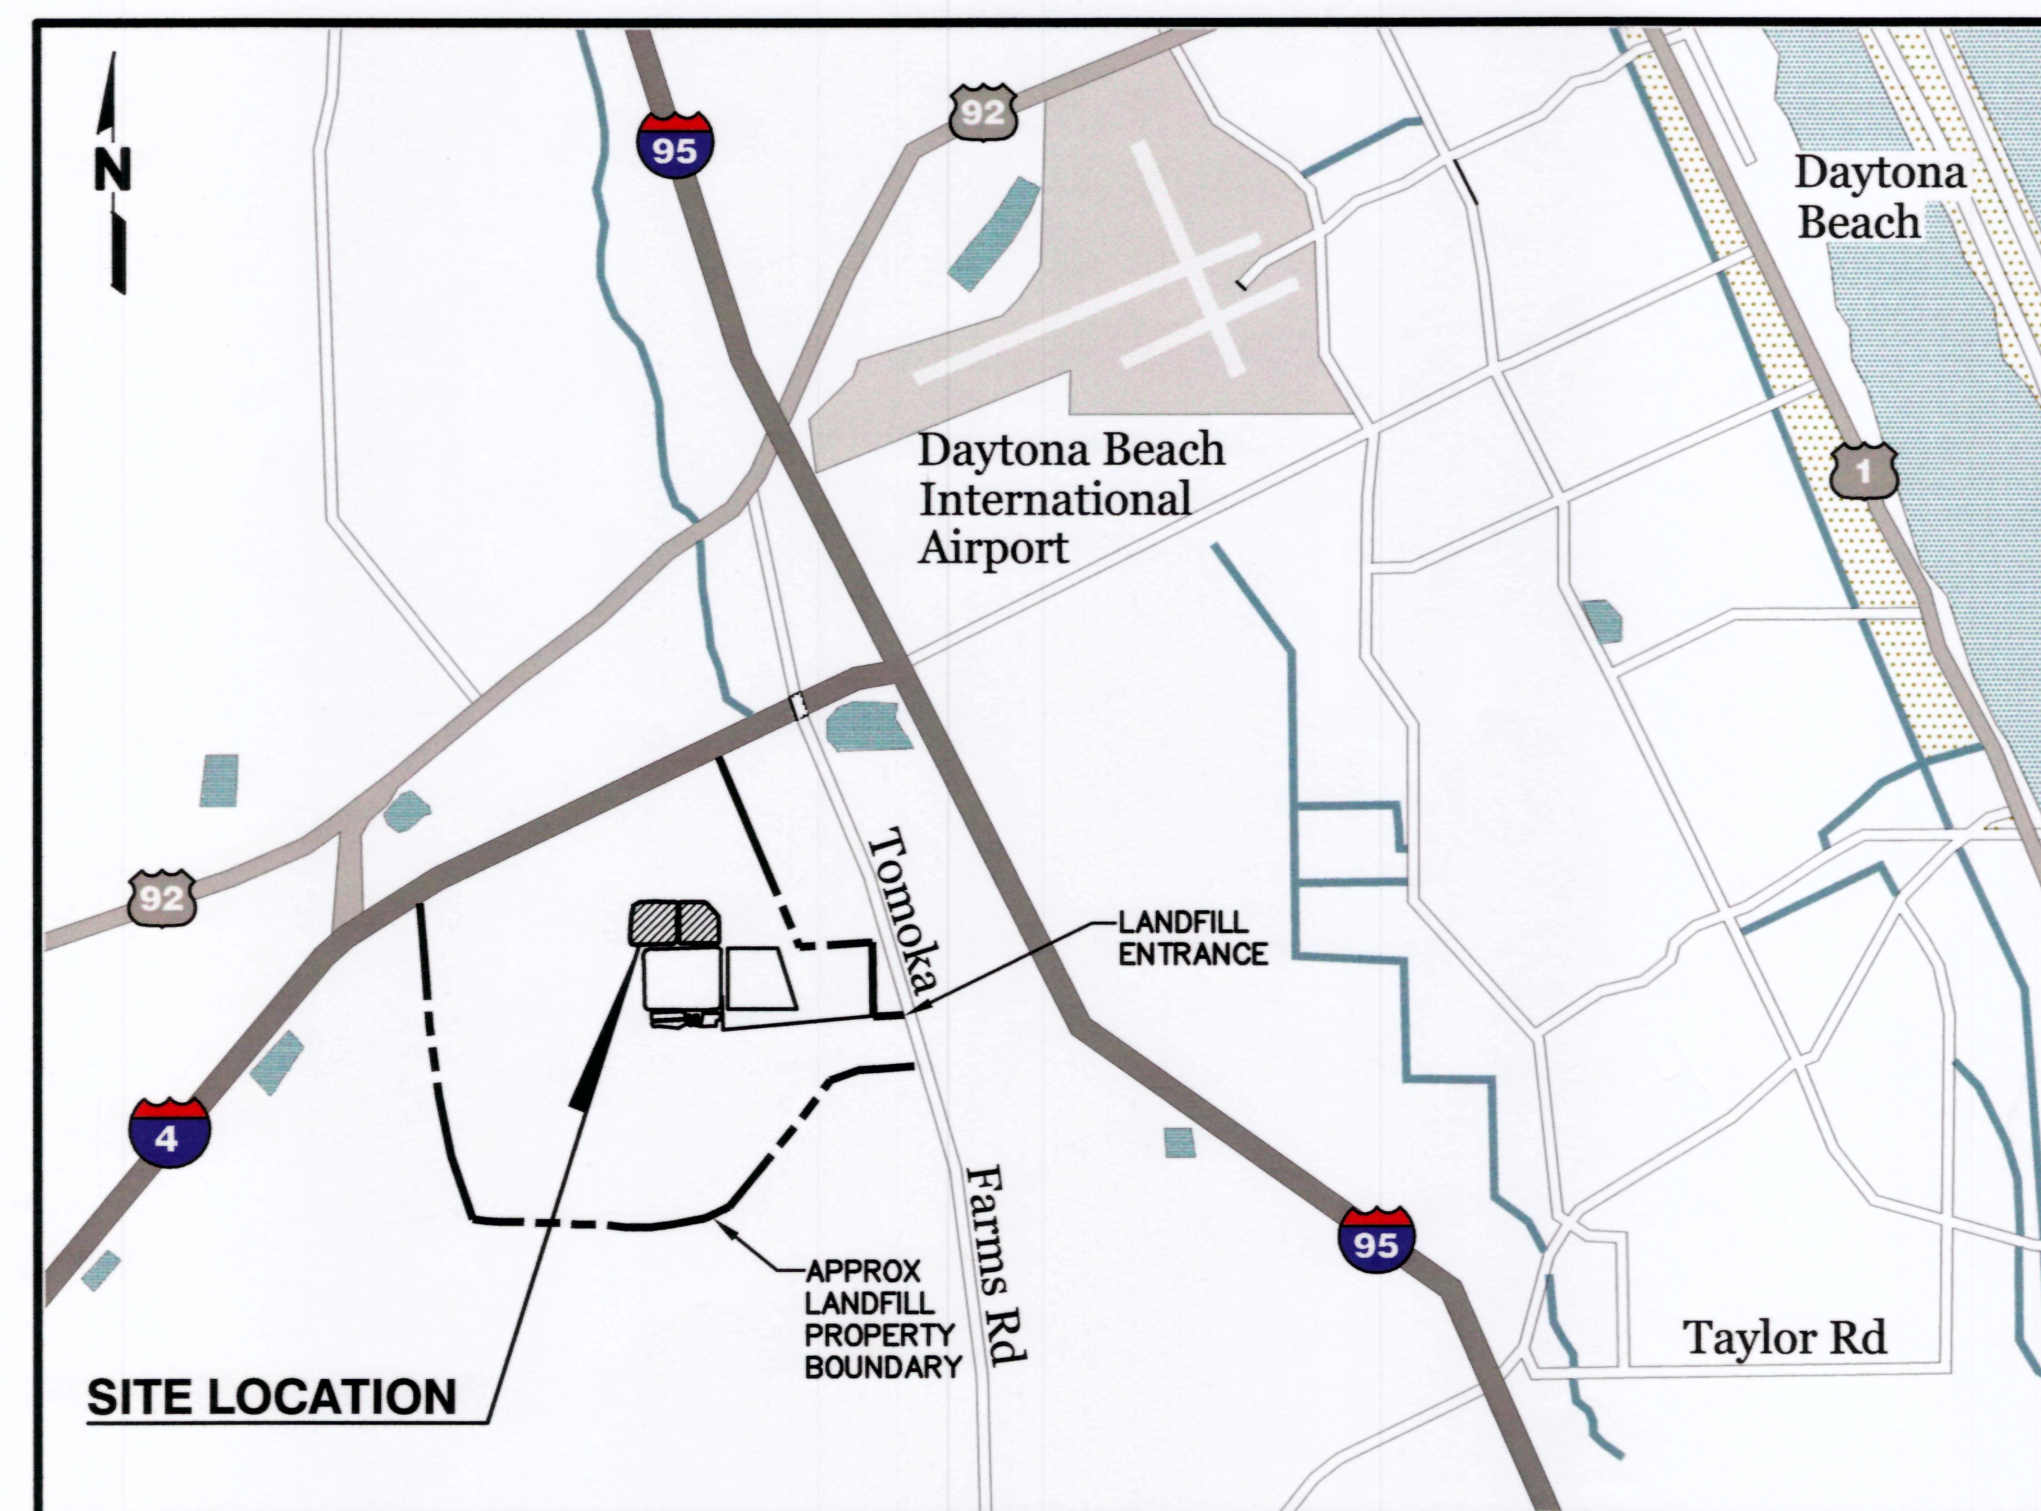 N
95
92
Daytona
Beach
1
Daytona Beach
International
Airport
92
Tomoka
LANDFILL
ENTRANCE
4
Farms Rd
95
APPROX
LANDFILL
PROPERTY
BOUNDARY
Taylor Rd
SITE LOCATION